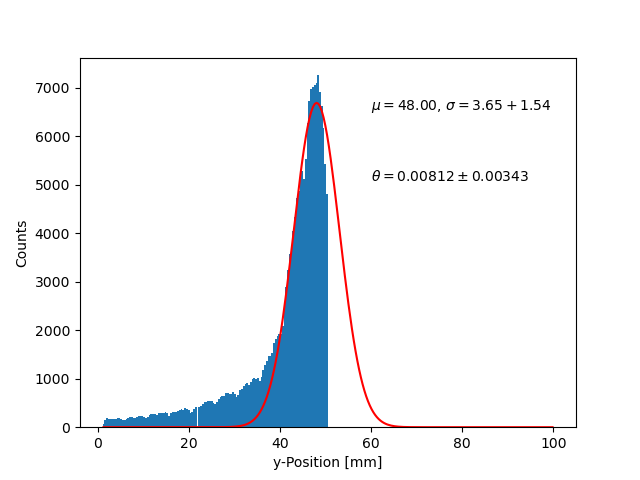 7000
6000
5000
4000
3000
2000
1000
0
Counts
μ = 48.00, σ = 3.65 + 1.54
θ = 0.00812 ± 0.00343
0 20 40 60 80 100
y-Position [mm]